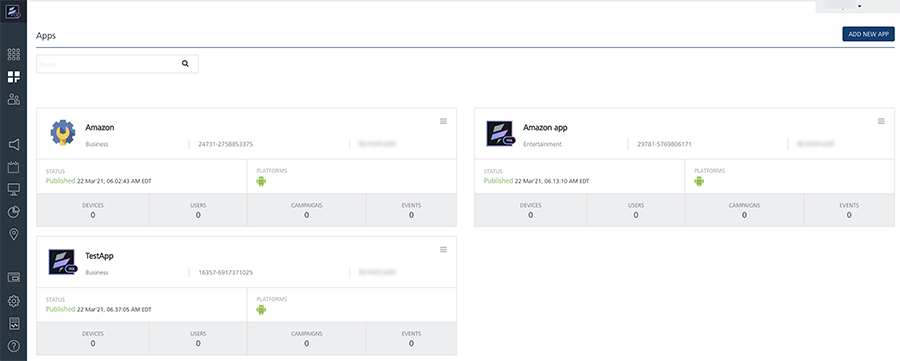 Apps
ADD NEW APP
Search
Amazon
Business 24731-2758853375
STATUS
Published 22 Mar'21, 06.02:43 AM EDT
PLATFORMS
DEVICES USERS CAMPAIGNS EVENTS
0 0 0 0
Amazon app
Entertainment 29781-5769806171
STATUS
Published 22 Mar'21, 06.13:10 AM EDT
PLATFORMS
DEVICES USERS CAMPAIGNS EVENTS
0 0 0 0
TestApp
Business 16357-6917371025
STATUS
Published 22 Mar'21, 06.37:05 AM EDT
PLATFORMS
DEVICES USERS CAMPAIGNS EVENTS
0 0 0 0